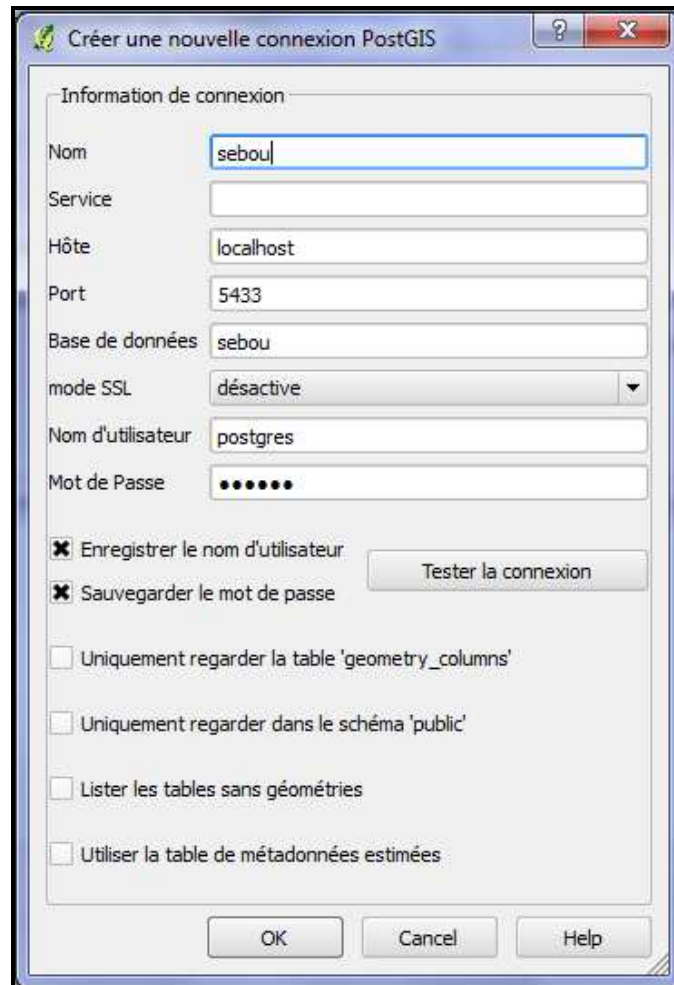 Créer une nouvelle connexion PostGIS
Information de connexion
Nom sebou
Service
Hôte localhost
Port 5433
Base de données sebou
mode SSL désactive
Nom d'utilisateur postgres
Mot de Passe ●●●●●●
Enregistrer le nom d'utilisateur
Tester la connexion
Sauvegarder le mot de passe
Uniquement regarder la table 'geometry_columns'
Uniquement regarder dans le schéma 'public'
Lister les tables sans géométries
Utiliser la table de métadonnées estimées
OK Cancel Help